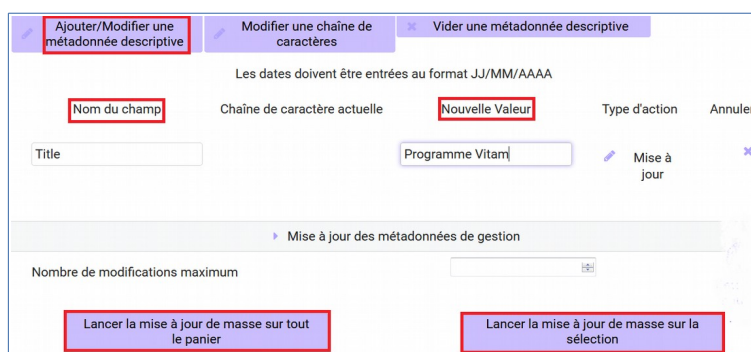 Ajouter/Modifier une
métadonnée descriptive
Modifier une chaîne de
caractères
Vider une métadonnée descriptive
Les dates doivent être entrées au format JJ/MM/AAAA
Nom du champ
Chaîne de caractère actuelle
Nouvelle Valeur
Type d'action
Annuler
Title
Programme Vitam
Mise à
jour
Mise à jour des métadonnées de gestion
Nombre de modifications maximum
Lancer la mise à jour de masse sur tout
le panier
Lancer la mise à jour de masse sur la
sélection